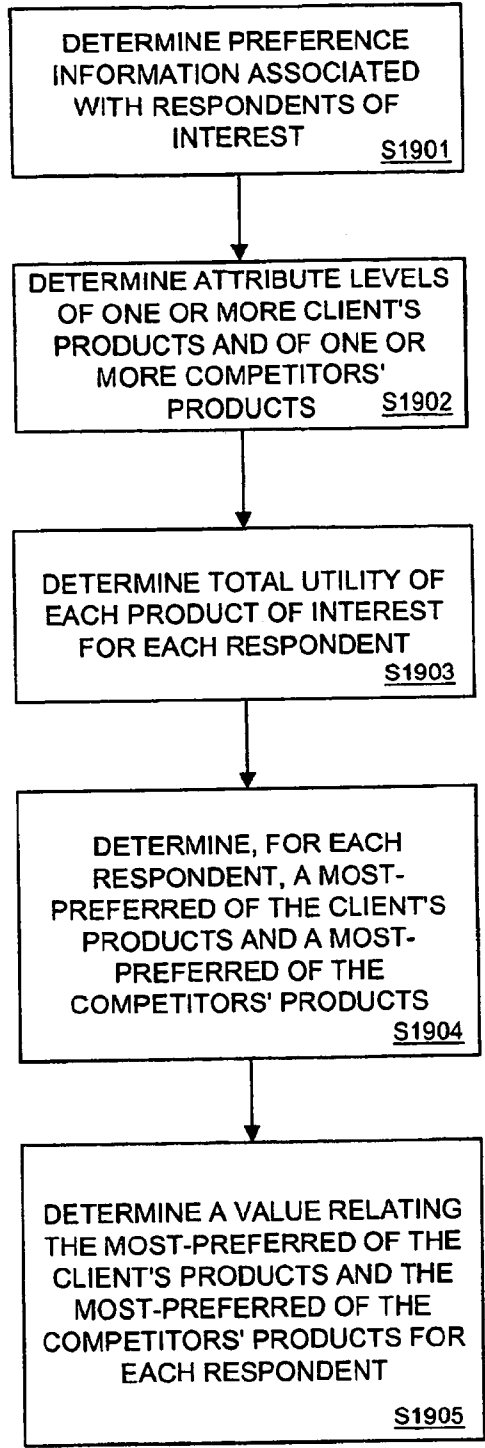 DETERMINE PREFERENCE
INFORMATION ASSOCIATED
WITH RESPONDENTS OF
INTEREST
S1901
DETERMINE ATTRIBUTE LEVELS
OF ONE OR MORE CLIENT'S
PRODUCTS AND OF ONE OR
MORE COMPETITORS'
PRODUCTS
S1902
DETERMINE TOTAL UTILITY OF
EACH PRODUCT OF INTEREST
FOR EACH RESPONDENT
S1903
DETERMINE, FOR EACH
RESPONDENT, A MOST-
PREFERRED OF THE CLIENT'S
PRODUCTS AND A MOST-
PREFERRED OF THE
COMPETITORS' PRODUCTS
S1904
DETERMINE A VALUE RELATING
THE MOST-PREFERRED OF THE
CLIENT'S PRODUCTS AND THE
MOST-PREFERRED OF THE
COMPETITORS' PRODUCTS FOR
EACH RESPONDENT
S1905